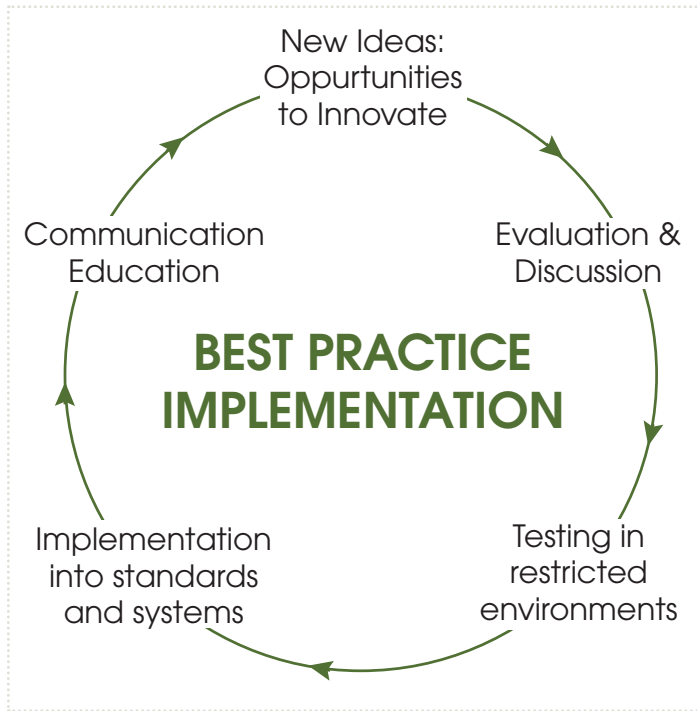 New Ideas:
Oppurtunities
to Innovate
Evaluation &
Discussion
Testing in
restricted
environments
Implementation
into standards
and systems
Communication
Education
BEST PRACTICE
IMPLEMENTATION